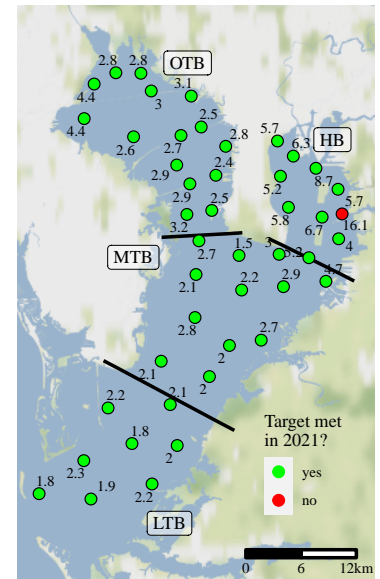 2.8 2.8
OTB
4.4 3 3.1
4.4 2.6 2.7 2.5 2.8
2.9 2.4
2.9 2.5
3.2
5.7 HB
6.3
5.2 8.7
5.7
5.8 6.7 16.1
4
MTB
2.7 1.5 3 3.2
2.1 2.2 2.9 4.7
2.8 2.7
2
2.1 2
2.2 2.1
1.8 2
2.3
1.8 1.9 2.2
LTB
Target met
in 2021?
yes
no
0 6 12km